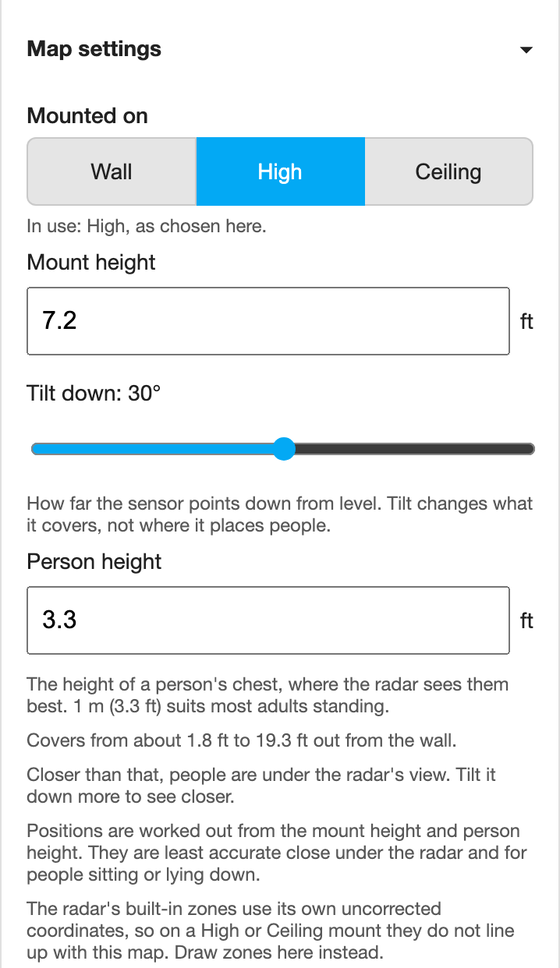 Map settings
Mounted on
Wall
High
Ceiling
In use: High, as chosen here.
Mount height
7.2
ft
Tilt down: 30°
How far the sensor points down from level. Tilt changes what
it covers, not where it places people.
Person height
3.3
ft
The height of a person's chest, where the radar sees them
best. 1 m (3.3 ft) suits most adults standing.
Covers from about 1.8 ft to 19.3 ft out from the wall.
Closer than that, people are under the radar's view. Tilt it
down more to see closer.
Positions are worked out from the mount height and person
height. They are least accurate close under the radar and for
people sitting or lying down.
The radar's built-in zones use its own uncorrected
coordinates, so on a High or Ceiling mount they do not line
up with this map. Draw zones here instead.